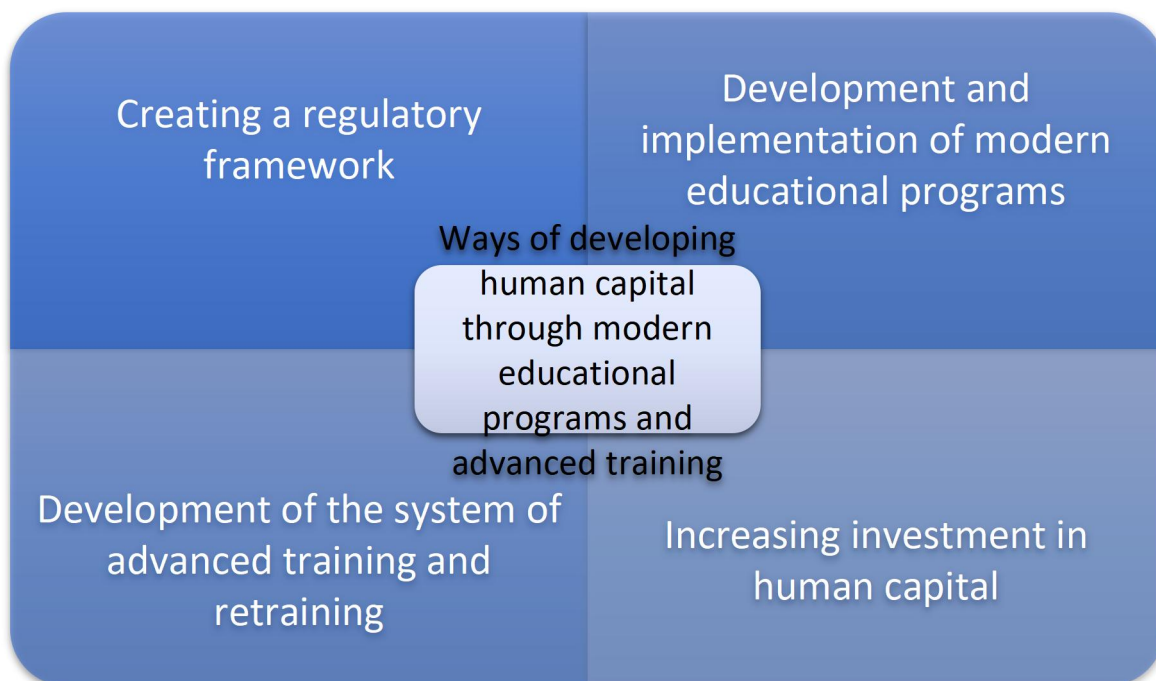 Creating a regulatory
framework
Development and
implementation of modern
educational programs
Ways of developing
human capital
through modern
educational
programs and
advanced training
Development of the system of
advanced training and
retraining
Increasing investment in
human capital